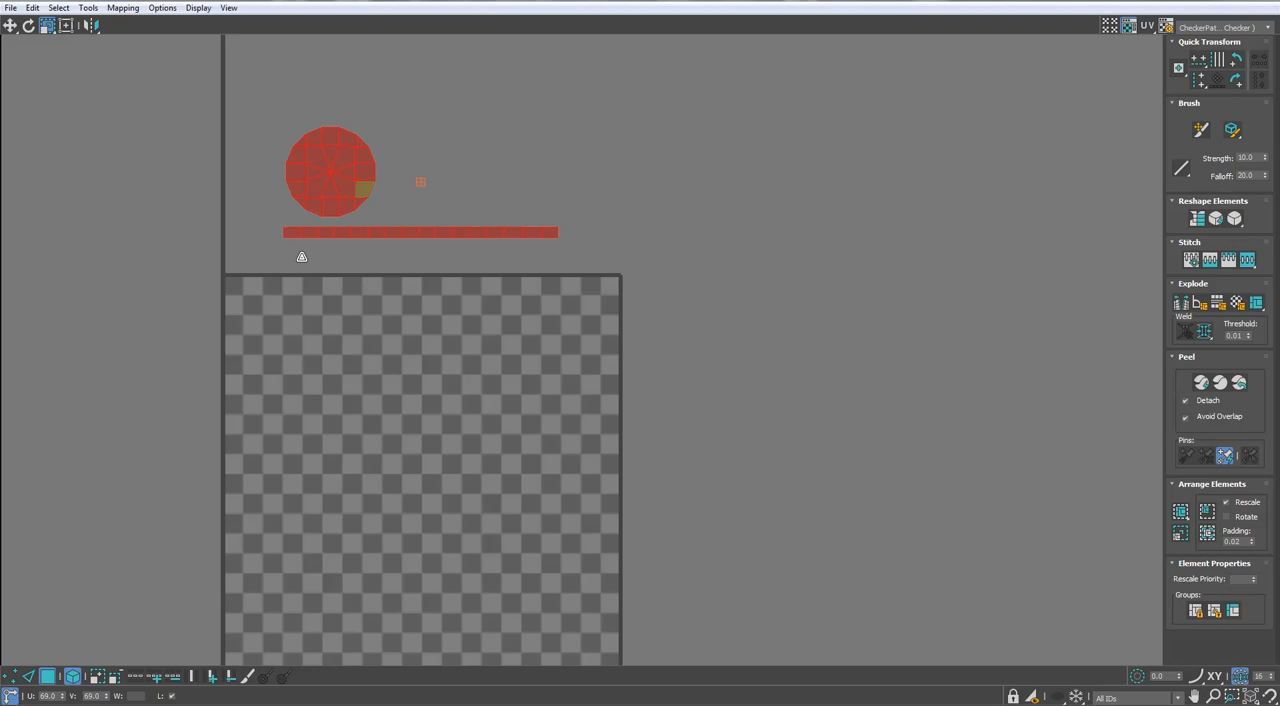 File Edit Select Tools Mapping Options Display View
UV CheckerPat... Checker )
Quick Transform
Brush
Strength: 10.0
Falloff: 20.0
Reshape Elements
Stitch
Explode
Weld
Threshold:
0.01
Peel
Detach
Avoid Overlap
Pins:
Arrange Elements
Rescale
Rotate
Padding:
0.02
Element Properties
Rescale Priority:
Groups:
0.0 XY 16
U: 69.0 V: 69.0 W: L: All IDs